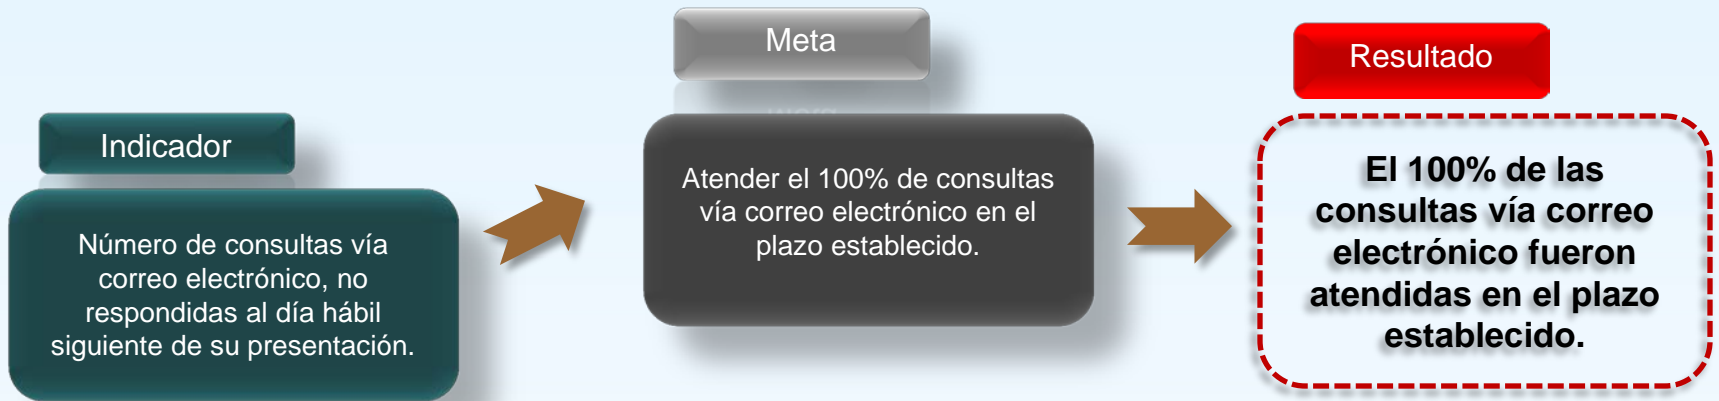 Indicador
Número de consultas vía
correo electrónico, no
respondidas al día hábil
siguiente de su presentación.
Meta
Atender el 100% de consultas
vía correo electrónico en el
plazo establecido.
Resultado
El 100% de las
consultas vía correo
electrónico fueron
atendidas en el plazo
establecido.